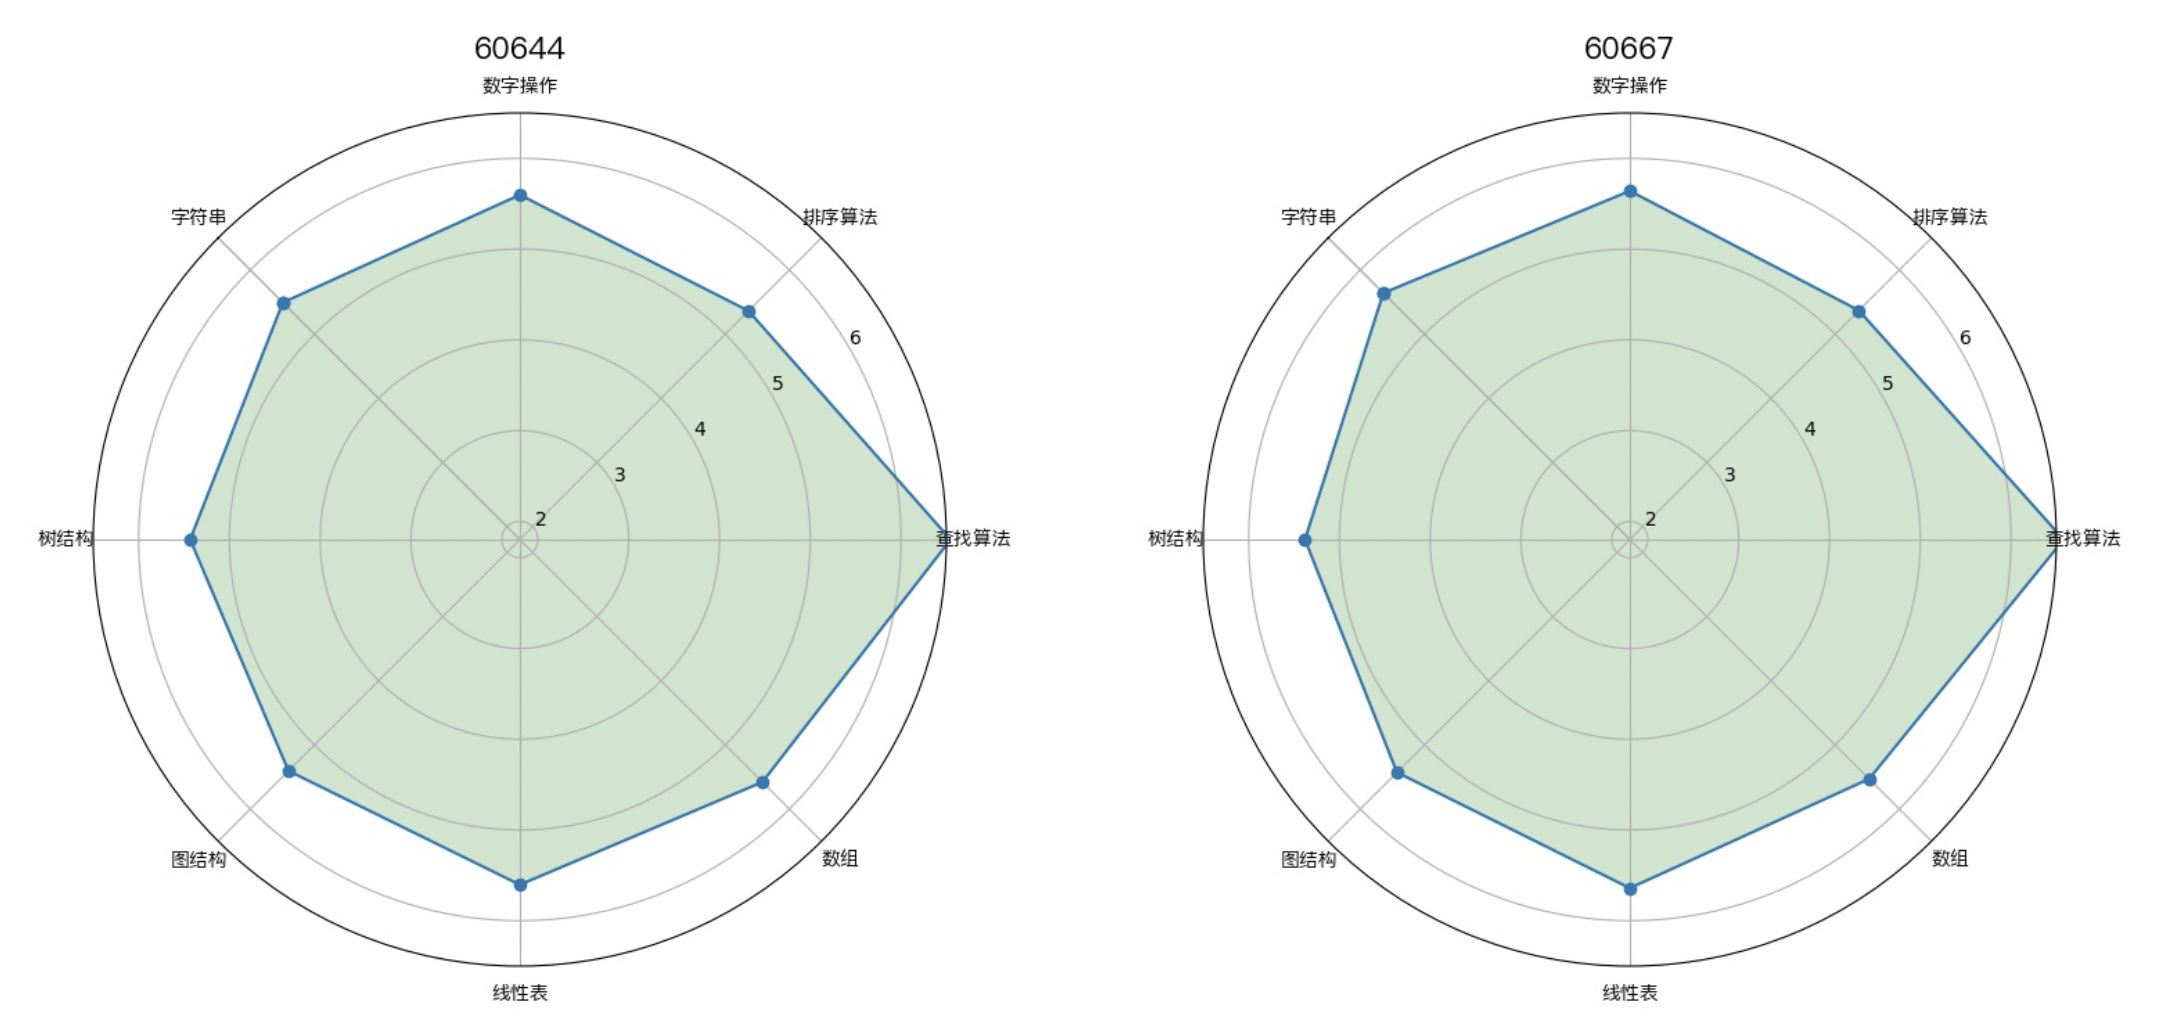 60644
数字操作
字符串
排序算法
6
5
4
3
2
树结构
查找算法
图结构
数组
线性表
60667
数字操作
字符串
排序算法
6
5
4
3
2
树结构
查找算法
图结构
数组
线性表